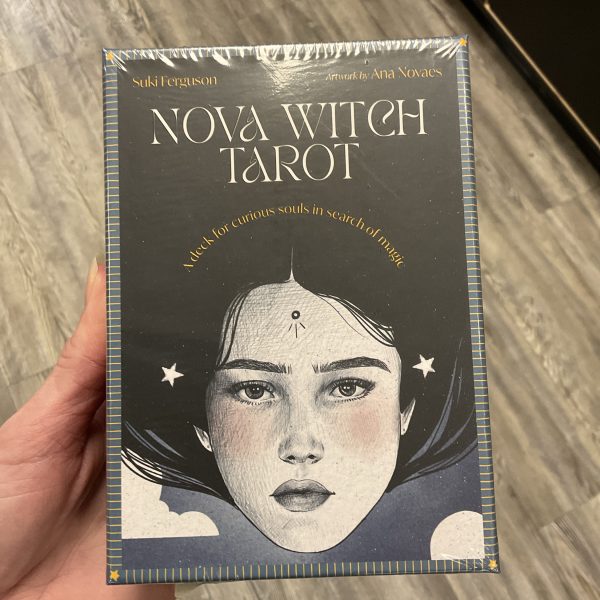 Suki Ferguson
Artwork by Ana Novaes
NOVA WITCH
TAROT
A deck for curious souls in search of magic